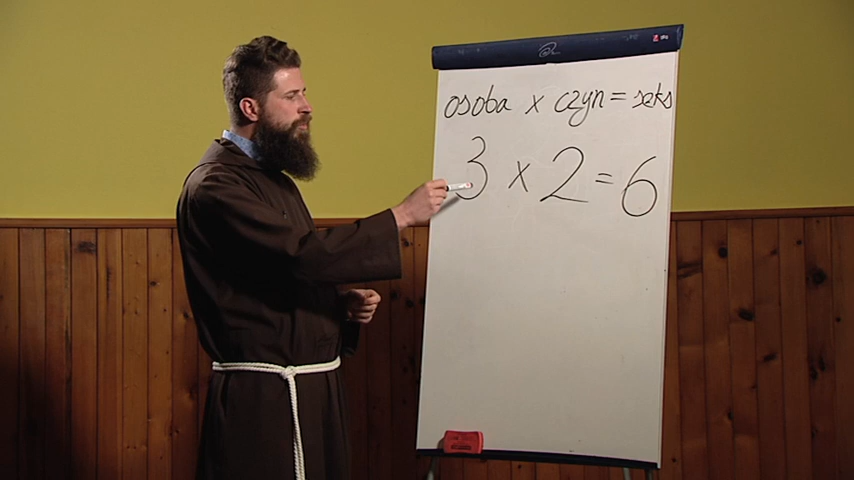 osoba x czyn = seks
3 x 2 = 6